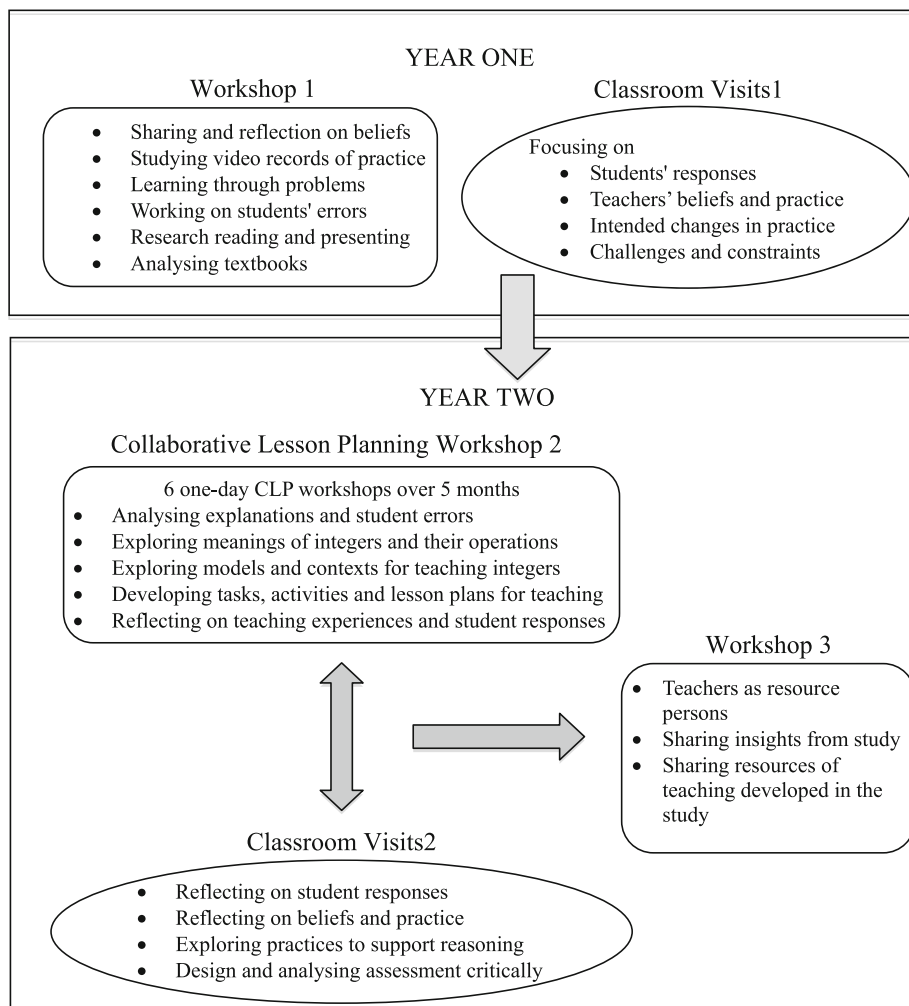 YEAR ONE
Workshop 1
• Sharing and reflection on beliefs
• Studying video records of practice
• Learning through problems
• Working on students' errors
• Research reading and presenting
• Analysing textbooks
Classroom Visits1
Focusing on
• Students' responses
• Teachers’ beliefs and practice
• Intended changes in practice
• Challenges and constraints
YEAR TWO
Collaborative Lesson Planning Workshop 2
6 one-day CLP workshops over 5 months
• Analysing explanations and student errors
• Exploring meanings of integers and their operations
• Exploring models and contexts for teaching integers
• Developing tasks, activities and lesson plans for teaching
• Reflecting on teaching experiences and student responses
Workshop 3
• Teachers as resource
persons
• Sharing insights from study
• Sharing resources of
teaching developed in the
study
Classroom Visits2
• Reflecting on student responses
• Reflecting on beliefs and practice
• Exploring practices to support reasoning
• Design and analysing assessment critically